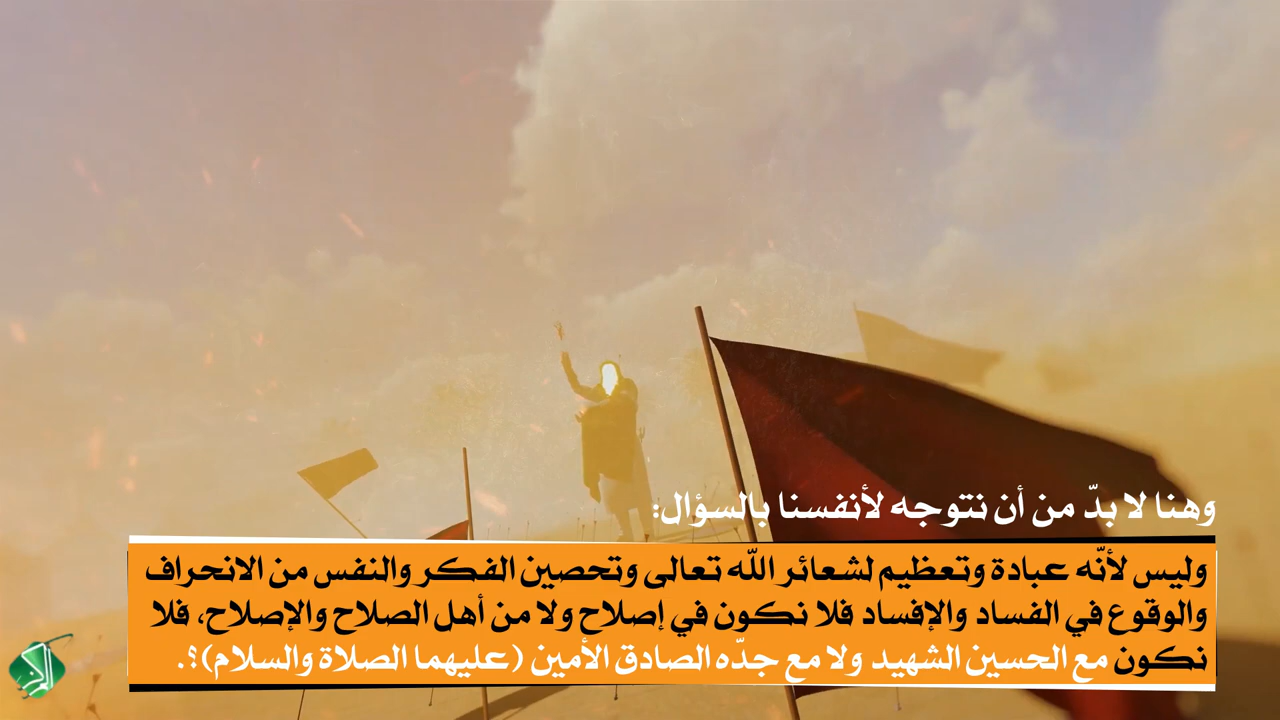 وهنا لا بدّ من أن نتوجه لأنفسنا بالسؤال:
وليس لأنّه عبادة وتعظيم لشعائر الله تعالى وتحصين الفكر والنفس من الانحراف
والوقوع في الفساد والإفساد فلا نكون في إصلاح ولا من أهل الصلاح والإصلاح، فلا
نكون مع الحسين الشهيد ولا مع جدّه الصادق الأمين (عليهما الصلاة والسلام)؟.